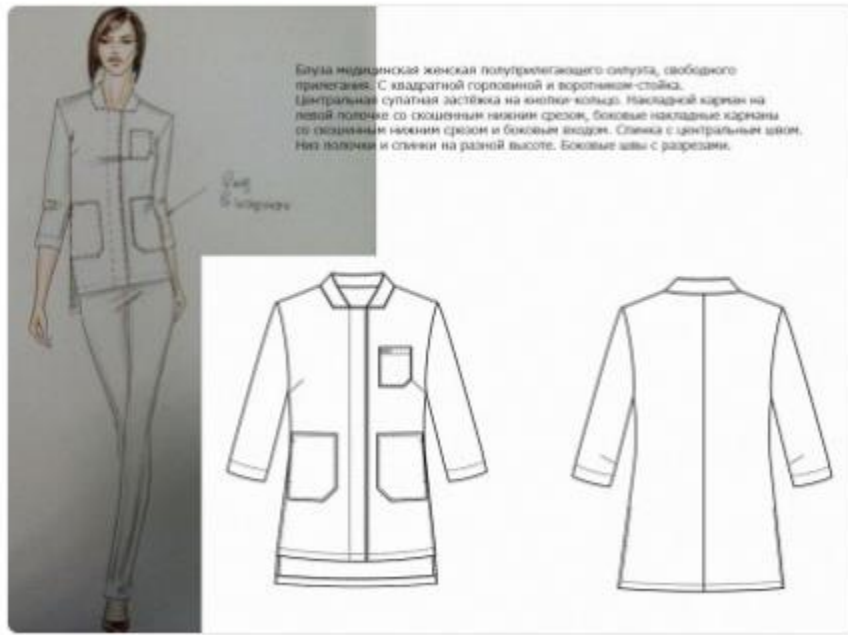 Блуза медицинская женская полуприлегающего силуэта, свободного
прилегания. С квадратной горловиной и воротником-стойка.
Центральная супатная застёжка на кнопки-кольцо. Накладной карман на
левой полочке со скошенным нижним срезом, боковые накладные карманы
со скошенным нижним срезом и боковым входом. Спинка с центральным швом.
Низ полочки и спинки на разной высоте. Боковые швы с разрезами.